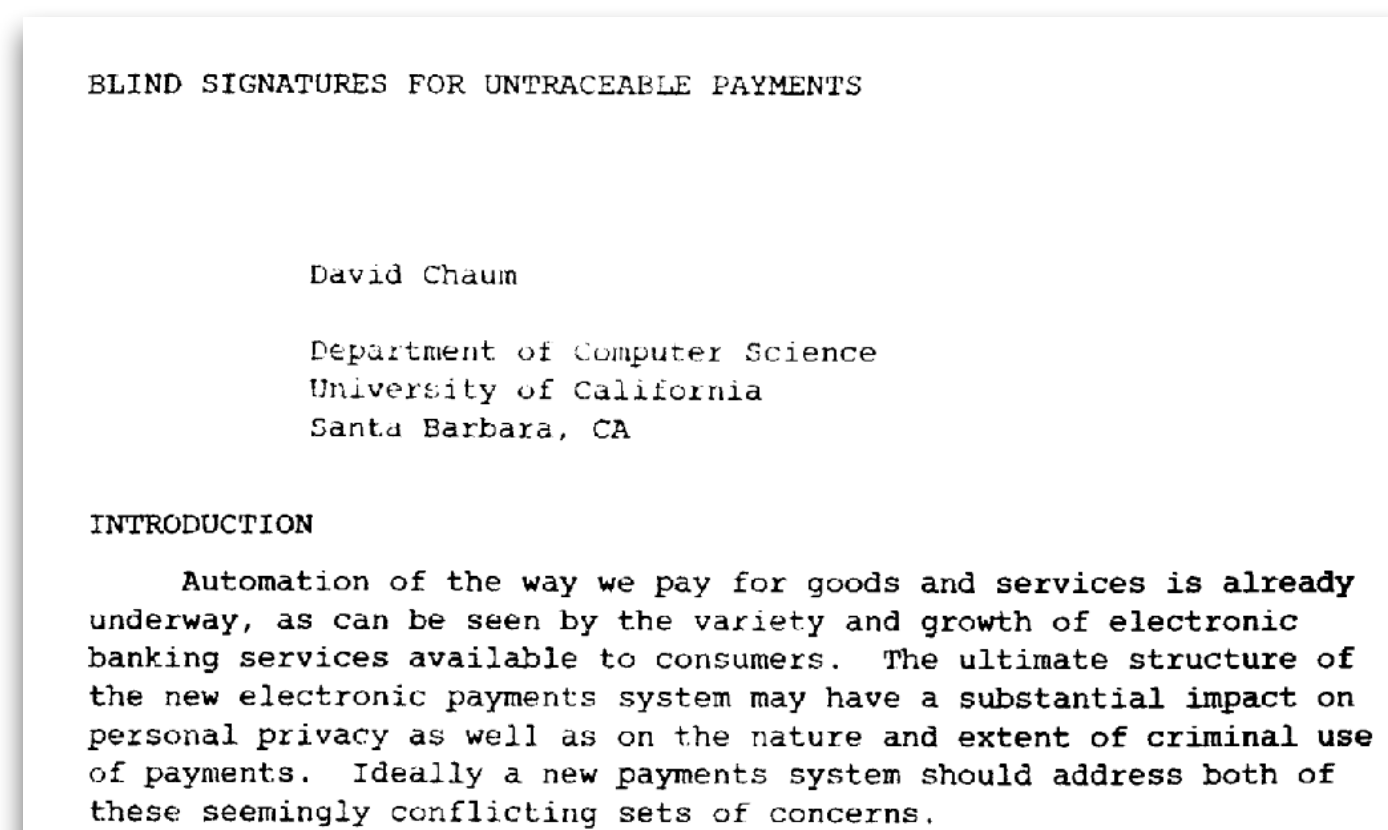 BLIND SIGNATURES FOR UNTRACEABLE PAYMENTS
David Chaum
Department of Computer Science
University of California
Santa Barbara, CA
INTRODUCTION
Automation of the way we pay for goods and services is already
underway, as can be seen by the variety and growth of electronic
banking services available to consumers. The ultimate structure of
the new electronic payments system may have a substantial impact on
personal privacy as well as on the nature and extent of criminal use
of payments. Ideally a new payments system should address both of
these seemingly conflicting sets of concerns.